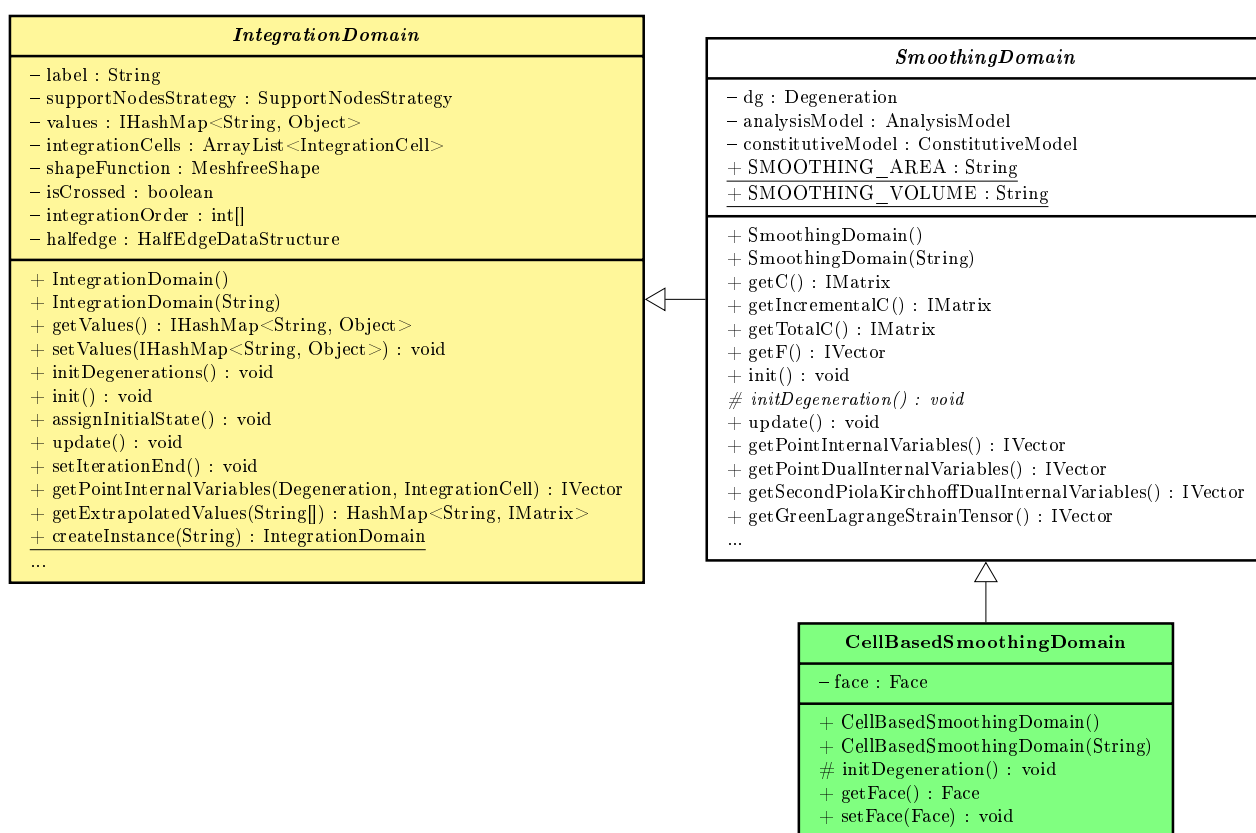 IntegrationDomain
– label : String
– supportNodesStrategy : SupportNodesStrategy
– values : IHashMap<String, Object>
– integrationCells : ArrayList<IntegrationCell>
– shapeFunction : MeshfreeShape
– isCrossed : boolean
– integrationOrder : int[]
– halfedge : HalfEdgeDataStructure
+ IntegrationDomain()
+ IntegrationDomain(String)
+ getValues() : IHashMap<String, Object>
+ setValues(IHashMap<String, Object>) : void
+ initDegenerations() : void
+ init() : void
+ assignInitialState() : void
+ update() : void
+ setIterationEnd() : void
+ getPointInternalVariables(Degeneration, IntegrationCell) : IVector
+ getExtrapolatedValues(String[]) : HashMap<String, IMatrix>
+ createInstance(String) : IntegrationDomain
...
SmoothingDomain
– dg : Degeneration
– analysisModel : AnalysisModel
– constitutiveModel : ConstitutiveModel
+ SMOOTHING_AREA : String
+ SMOOTHING_VOLUME : String
+ SmoothingDomain()
+ SmoothingDomain(String)
+ getC() : IMatrix
+ getIncrementalC() : IMatrix
+ getTotalC() : IMatrix
+ getF() : IVector
+ init() : void
# initDegeneration() : void
+ update() : void
+ getPointInternalVariables() : IVector
+ getPointDualInternalVariables() : IVector
+ getSecondPiolaKirchhoffDualInternalVariables() : IVector
+ getGreenLagrangeStrainTensor() : IVector
...
CellBasedSmoothingDomain
– face : Face
+ CellBasedSmoothingDomain()
+ CellBasedSmoothingDomain(String)
# initDegeneration() : void
+ getFace() : Face
+ setFace(Face) : void